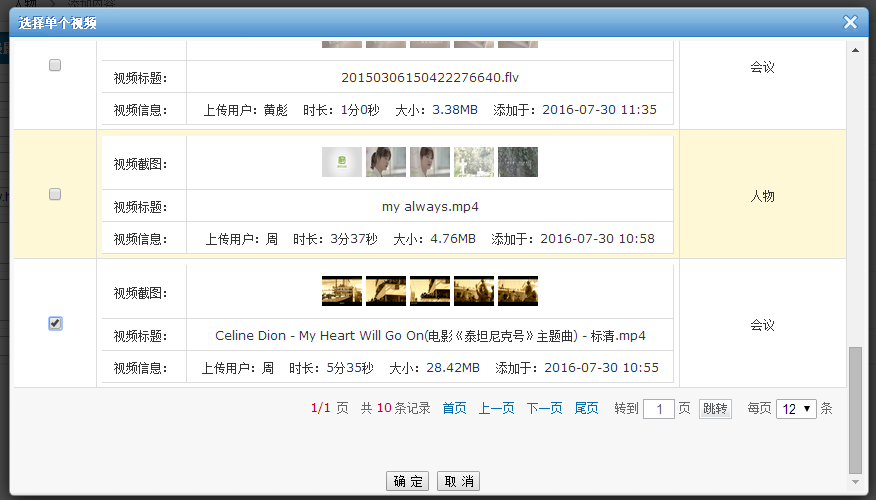 人物 > 添加内容
选择单个视频
视频标题： 20150306150422276640.flv 会议
视频信息： 上传用户：黄彪 时长：1分0秒 大小：3.38MB 添加于：2016-07-30 11:35
视频截图：
人物
视频标题： my always.mp4
视频信息： 上传用户：周 时长：3分37秒 大小：4.76MB 添加于：2016-07-30 10:58
视频截图：
会议
视频标题： Celine Dion - My Heart Will Go On(电影《泰坦尼克号》主题曲) - 标清.mp4
视频信息： 上传用户：周 时长：5分35秒 大小：28.42MB 添加于：2016-07-30 10:55
1/1 页 共 10 条记录 首页 上一页 下一页 尾页 转到 1 页 跳转 每页 12 条
确 定 取 消